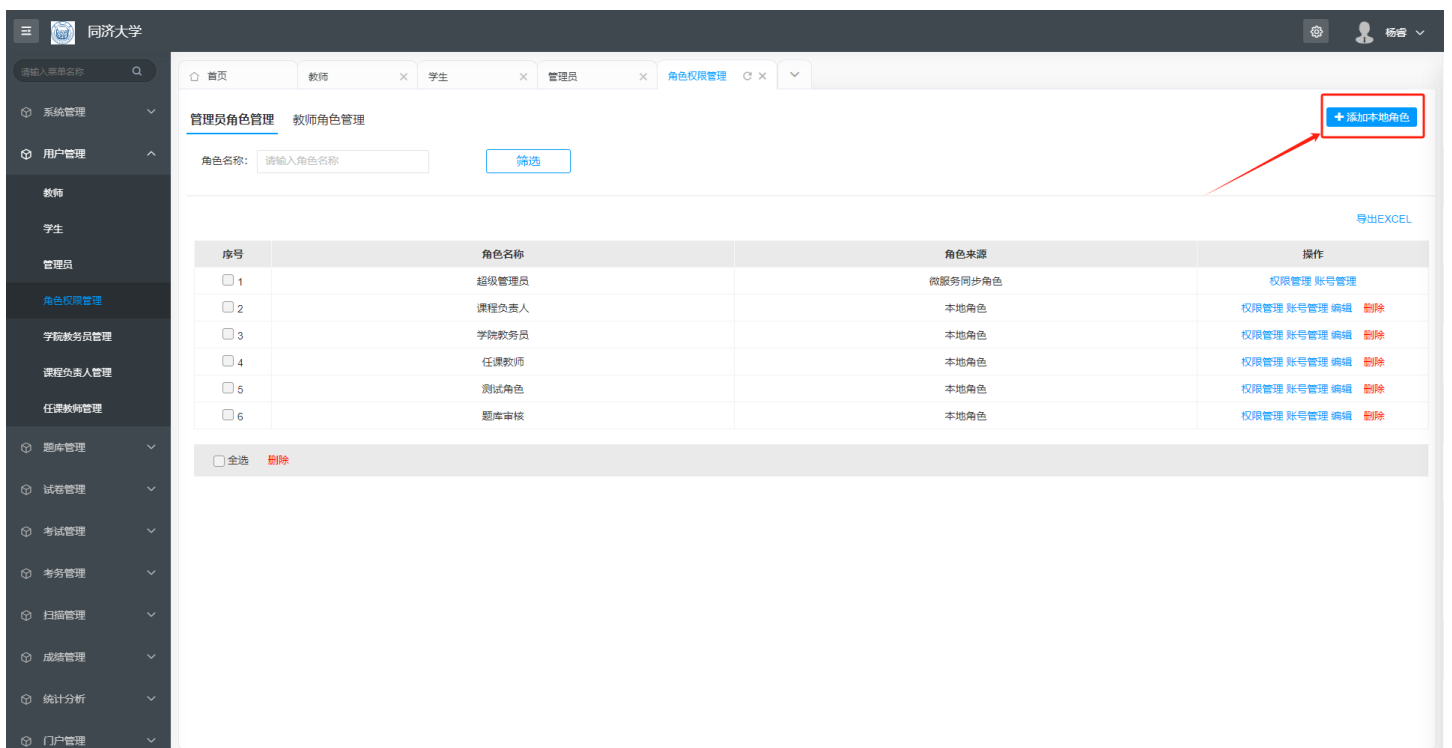 同济大学
杨睿
请输入菜单名称
系统管理
用户管理
教师
学生
管理员
角色权限管理
学院教务员管理
课程负责人管理
任课教师管理
题库管理
试卷管理
考试管理
考务管理
扫描管理
成绩管理
统计分析
门户管理
首页 教师 学生 管理员 角色权限管理
管理员角色管理 教师角色管理
添加本地角色
角色名称: 请输入角色名称 筛选
导出EXCEL
序号 角色名称 角色来源 操作
1 超级管理员 微服务同步角色 权限管理 账号管理
2 课程负责人 本地角色 权限管理 账号管理 编辑 删除
3 学院教务员 本地角色 权限管理 账号管理 编辑 删除
4 任课教师 本地角色 权限管理 账号管理 编辑 删除
5 测试角色 本地角色 权限管理 账号管理 编辑 删除
6 题库审核 本地角色 权限管理 账号管理 编辑 删除
全选 删除